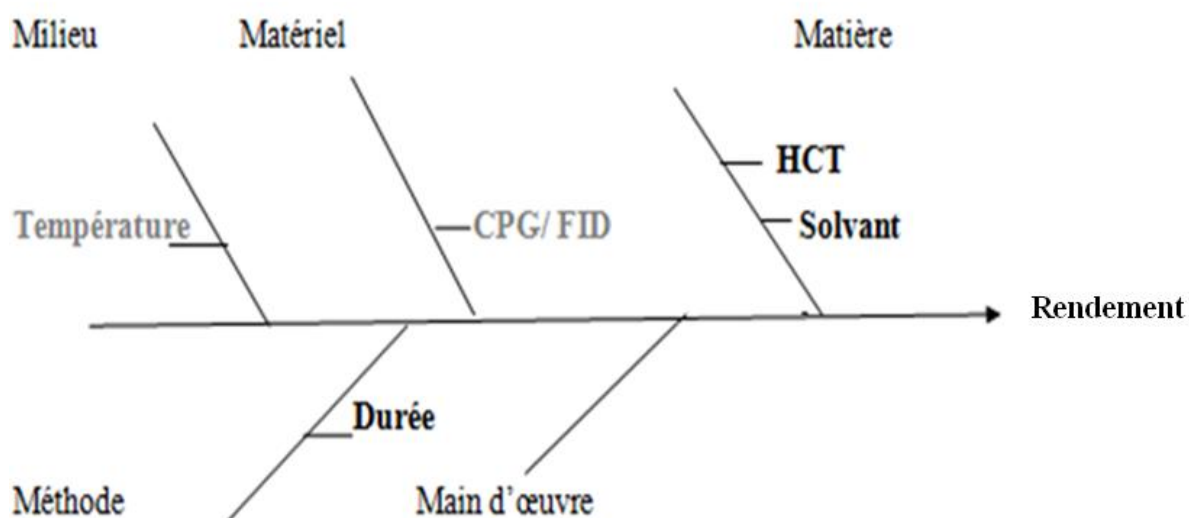 Milieu
Matériel
Matière
HCT
Température
CPG/ FID
Solvant
Rendement
Durée
Méthode
Main d’œuvre